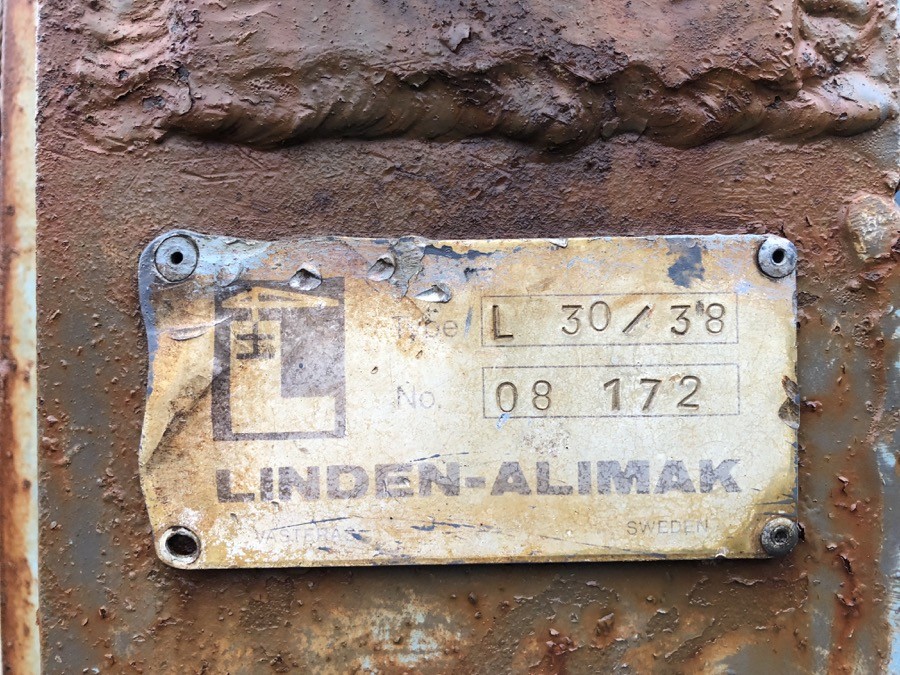 Type L 30/38
No. 08 172
LINDEN-ALIMAK
VÄSTERÅS SWEDEN